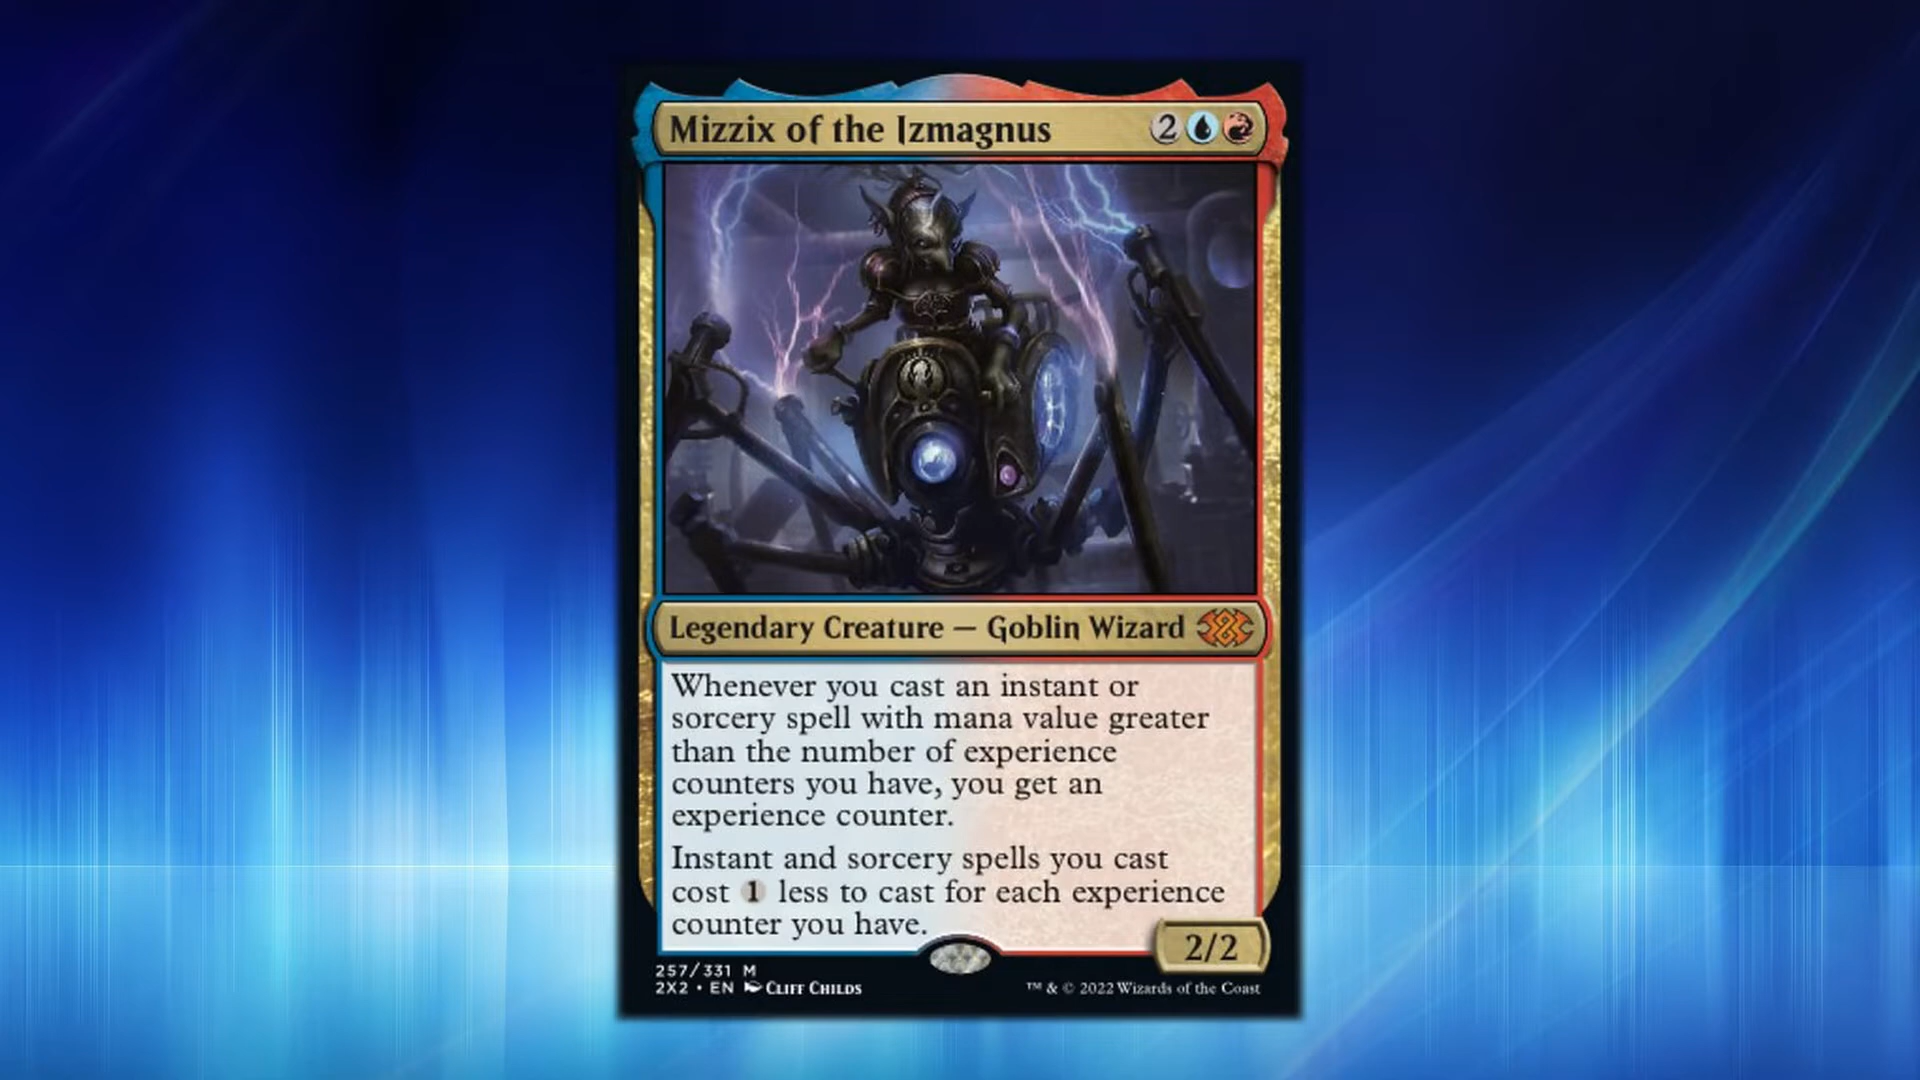 Mizzix of the Izmagnus 2
Legendary Creature — Goblin Wizard
Whenever you cast an instant or
sorcery spell with mana value greater
than the number of experience
counters you have, you get an
experience counter.
Instant and sorcery spells you cast
cost 1 less to cast for each experience
counter you have.
2/2
257/331 M
2X2 • EN Cliff Childs
™ & © 2022 Wizards of the Coast